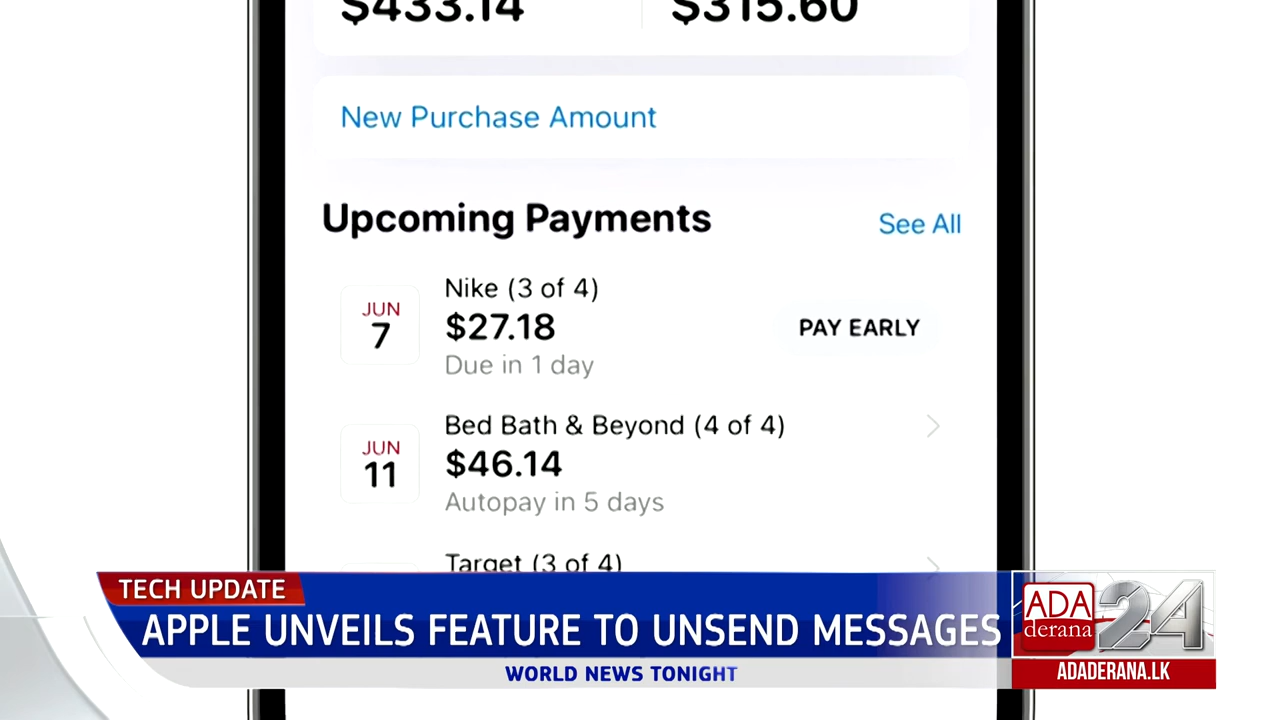 $433.14
$315.60
New Purchase Amount
Upcoming Payments
See All
JUN
7
Nike (3 of 4)
$27.18
Due in 1 day
PAY EARLY
JUN
11
Bed Bath & Beyond (4 of 4)
$46.14
Autopay in 5 days
Target (3 of 4)
TECH UPDATE
APPLE UNVEILS FEATURE TO UNSEND MESSAGES
WORLD NEWS TONIGHT
ADA
derana
24
ADADERANA.LK